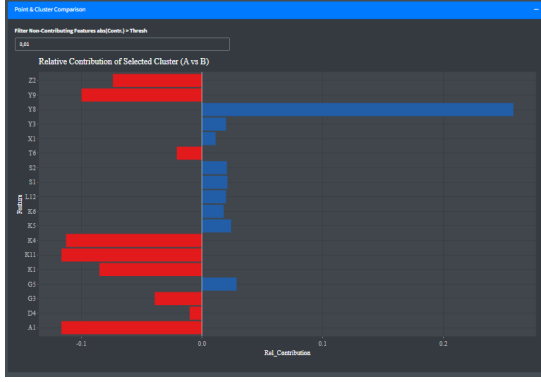 Point & Cluster Comparison
Filter Non-Contributing Features abs(Contr.) > Thresh
0,01
Relative Contribution of Selected Cluster (A vs B)
Z2
Y9
Y8
Y3
X1
T6
S2
S1
L12
K6
K5
K4
K11
K1
G5
G3
D4
A1
Feature
-0.1
0.0
0.1
0.2
Rel_Contribution